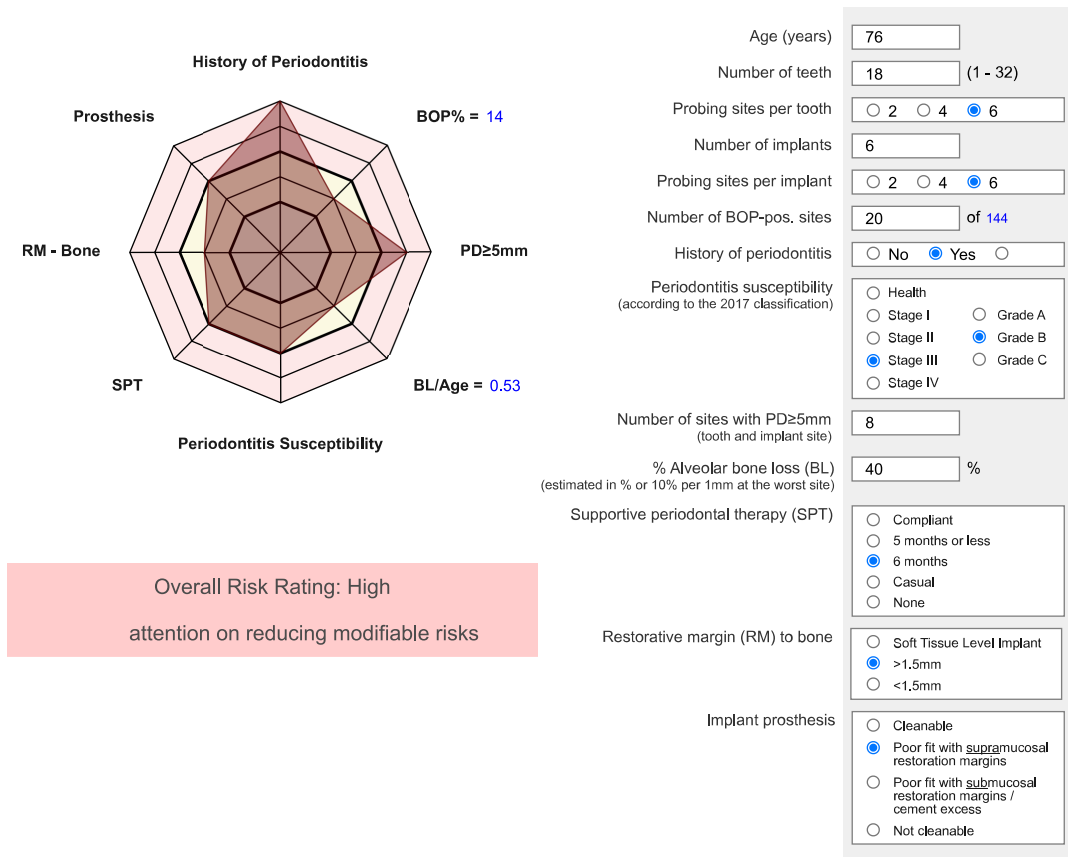 History of Periodontitis
Prosthesis
BOP% = 14
RM - Bone
PD≥5mm
SPT
BL/Age = 0.53
Periodontitis Susceptibility
Overall Risk Rating: High
attention on reducing modifiable risks
Age (years)
76
Number of teeth
18
(1 - 32)
Probing sites per tooth
2 4 6
Number of implants
6
Probing sites per implant
2 4 6
Number of BOP-pos. sites
20
of 144
History of periodontitis
No Yes
Periodontitis susceptibility
(according to the 2017 classification)
Health
Stage I
Grade A
Stage II
Grade B
Stage III
Grade C
Stage IV
Number of sites with PD≥5mm
(tooth and implant site)
8
% Alveolar bone loss (BL)
(estimated in % or 10% per 1mm at the worst site)
40
%
Supportive periodontal therapy (SPT)
Compliant
5 months or less
6 months
Casual
None
Restorative margin (RM) to bone
Soft Tissue Level Implant
>1.5mm
<1.5mm
Implant prosthesis
Cleanable
Poor fit with supramucosal
restoration margins
Poor fit with submucosal
restoration margins /
cement excess
Not cleanable